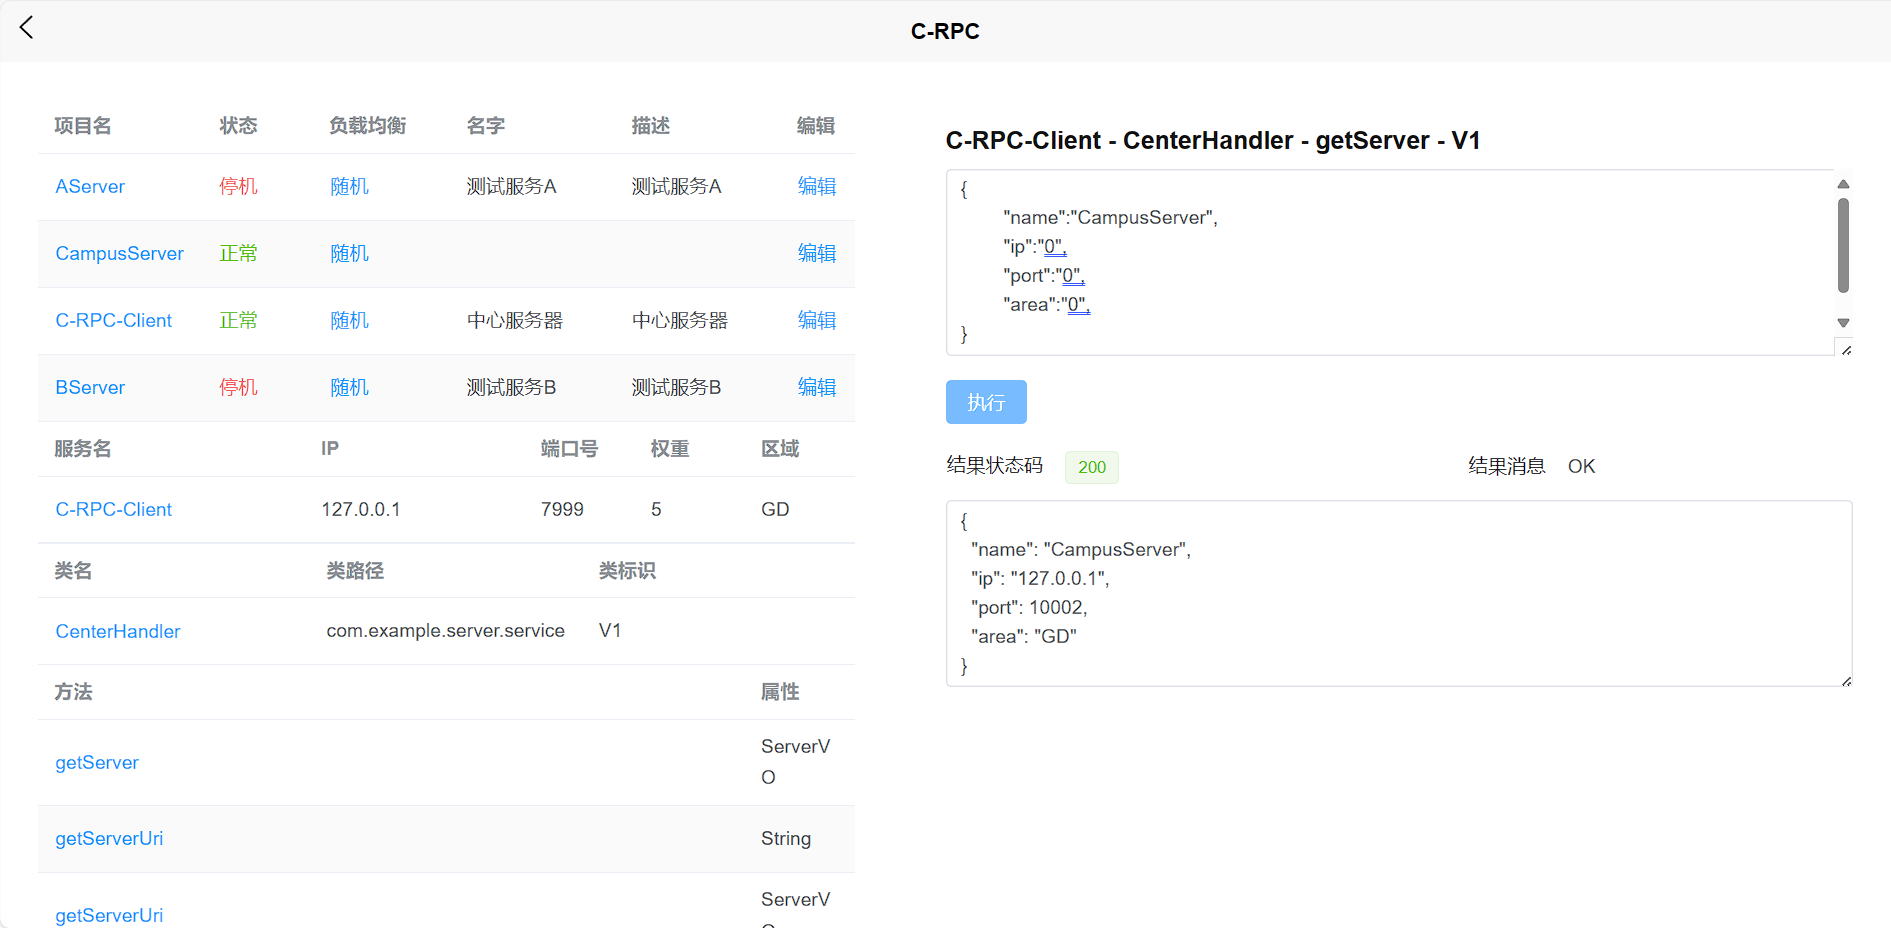 C-RPC
项目名 状态 负载均衡 名字 描述 编辑
AServer 停机 随机 测试服务A 测试服务A 编辑
CampusServer 正常 随机 编辑
C-RPC-Client 正常 随机 中心服务器 中心服务器 编辑
BServer 停机 随机 测试服务B 测试服务B 编辑
服务名 IP 端口号 权重 区域
C-RPC-Client 127.0.0.1 7999 5 GD
类名 类路径 类标识
CenterHandler com.example.server.service V1
方法 属性
getServer ServerV
O
getServerUri String
getServerUri ServerV
C-RPC-Client - CenterHandler - getServer - V1
{
"name":"CampusServer",
"ip":"0",
"port":"0",
"area":"0",
}
执行
结果状态码 200 结果消息 OK
{
"name": "CampusServer",
"ip": "127.0.0.1",
"port": 10002,
"area": "GD"
}